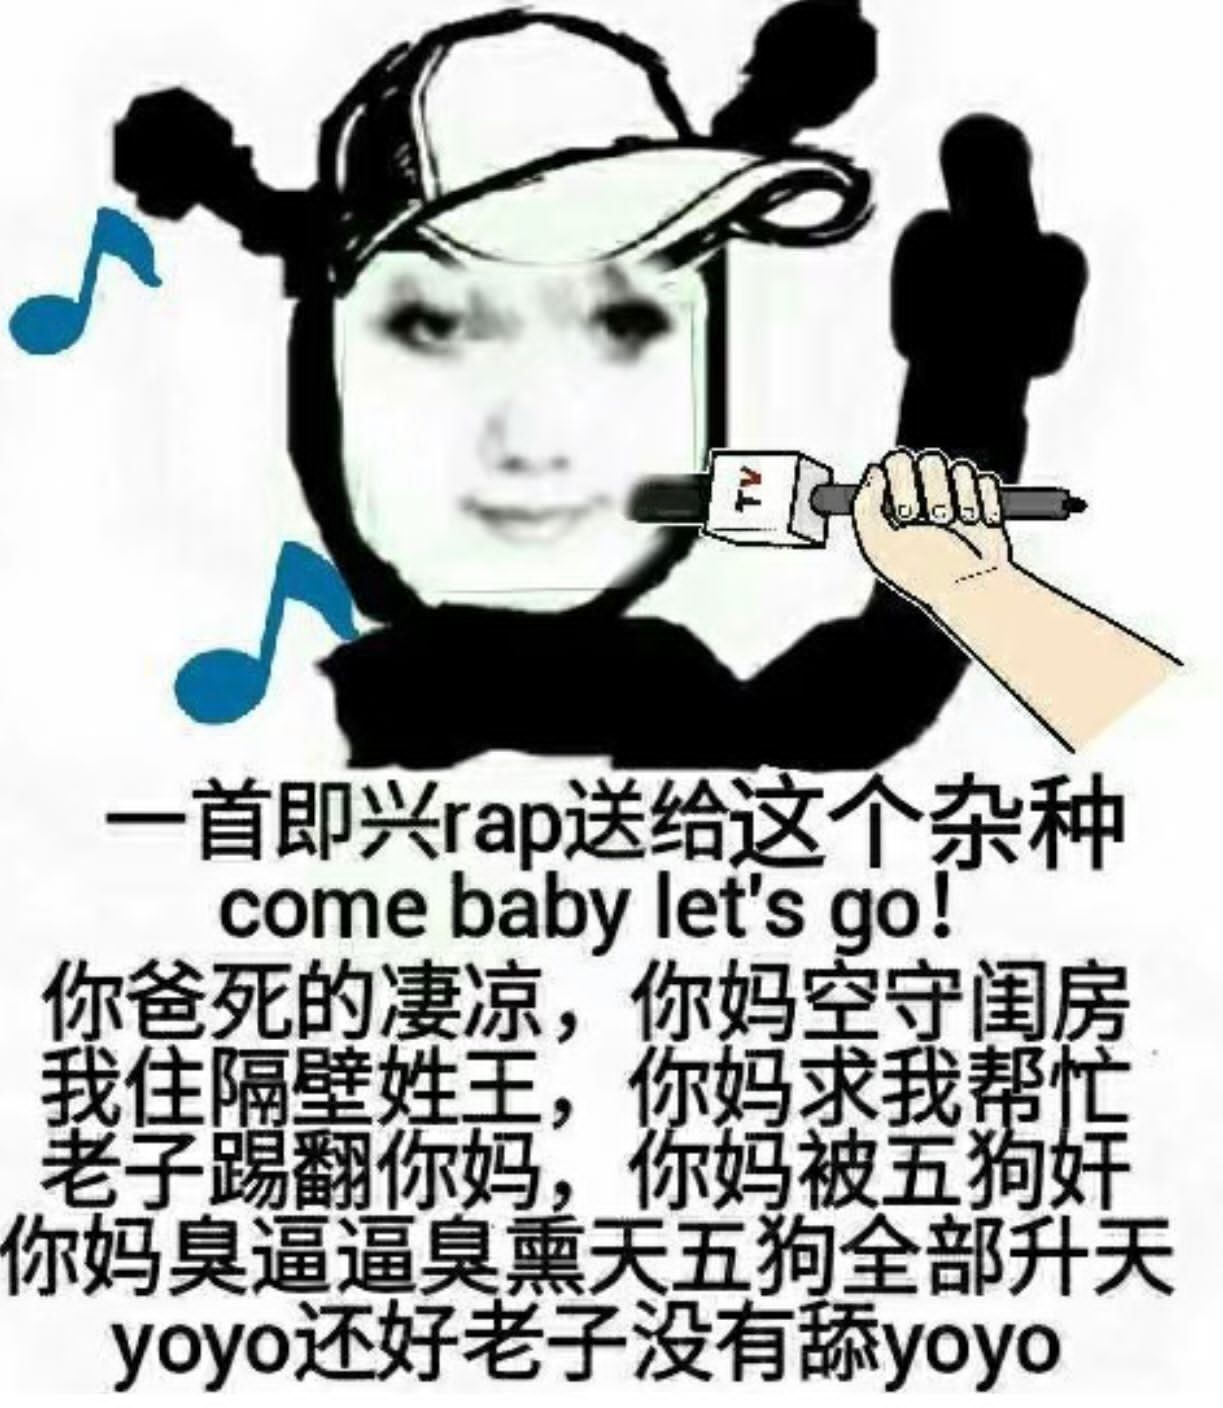 TV
一首即兴rap送给这个杂种
come baby let's go!
你爸死的凄凉，你妈空守闺房
我住隔壁姓王，你妈求我帮忙
老子踢翻你妈，你妈被五狗奸
你妈臭逼逼臭熏天五狗全部升天
yoyo还好老子没有舔yoyo